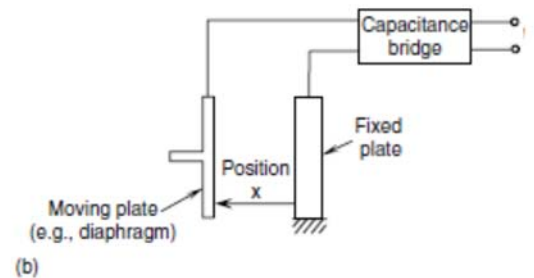 Capacitance
bridge
Fixed
plate
Position
x
Moving plate
(e.g., diaphragm)
(b)